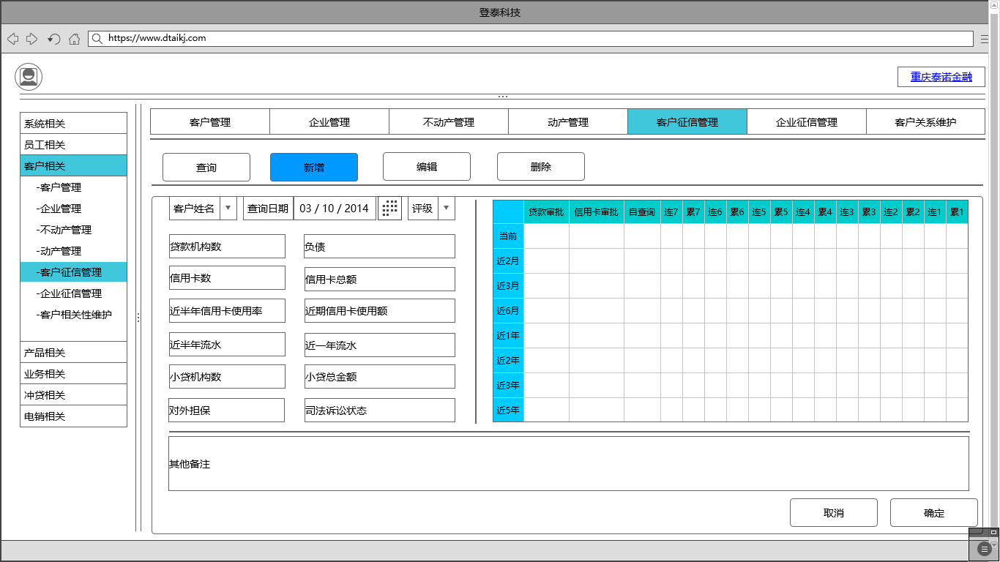 登泰科技
https://www.dtaikj.com
重庆泰诺金融
系统相关
员工相关
客户相关
-客户管理
-企业管理
-不动产管理
-动产管理
-客户征信管理
-企业征信管理
-客户相关性维护
产品相关
业务相关
冲贷相关
电销相关
客户管理 企业管理 不动产管理 动产管理 客户征信管理 企业征信管理 客户关系维护
查询 新增 编辑 删除
客户姓名 查询日期 03 / 10 / 2014 评级
贷款机构数 负债
信用卡数 信用卡总额
近半年信用卡使用率 近期信用卡使用额
近半年流水 近一年流水
小贷机构数 小贷总金额
对外担保 司法诉讼状态
贷款审批 信用卡审批 自查询 连7 累7 连6 累6 连5 累5 连4 累4 连3 累3 连2 累2 连1 累1
当前
近2月
近3月
近6月
近1年
近2年
近3年
近5年
其他备注
取消 确定